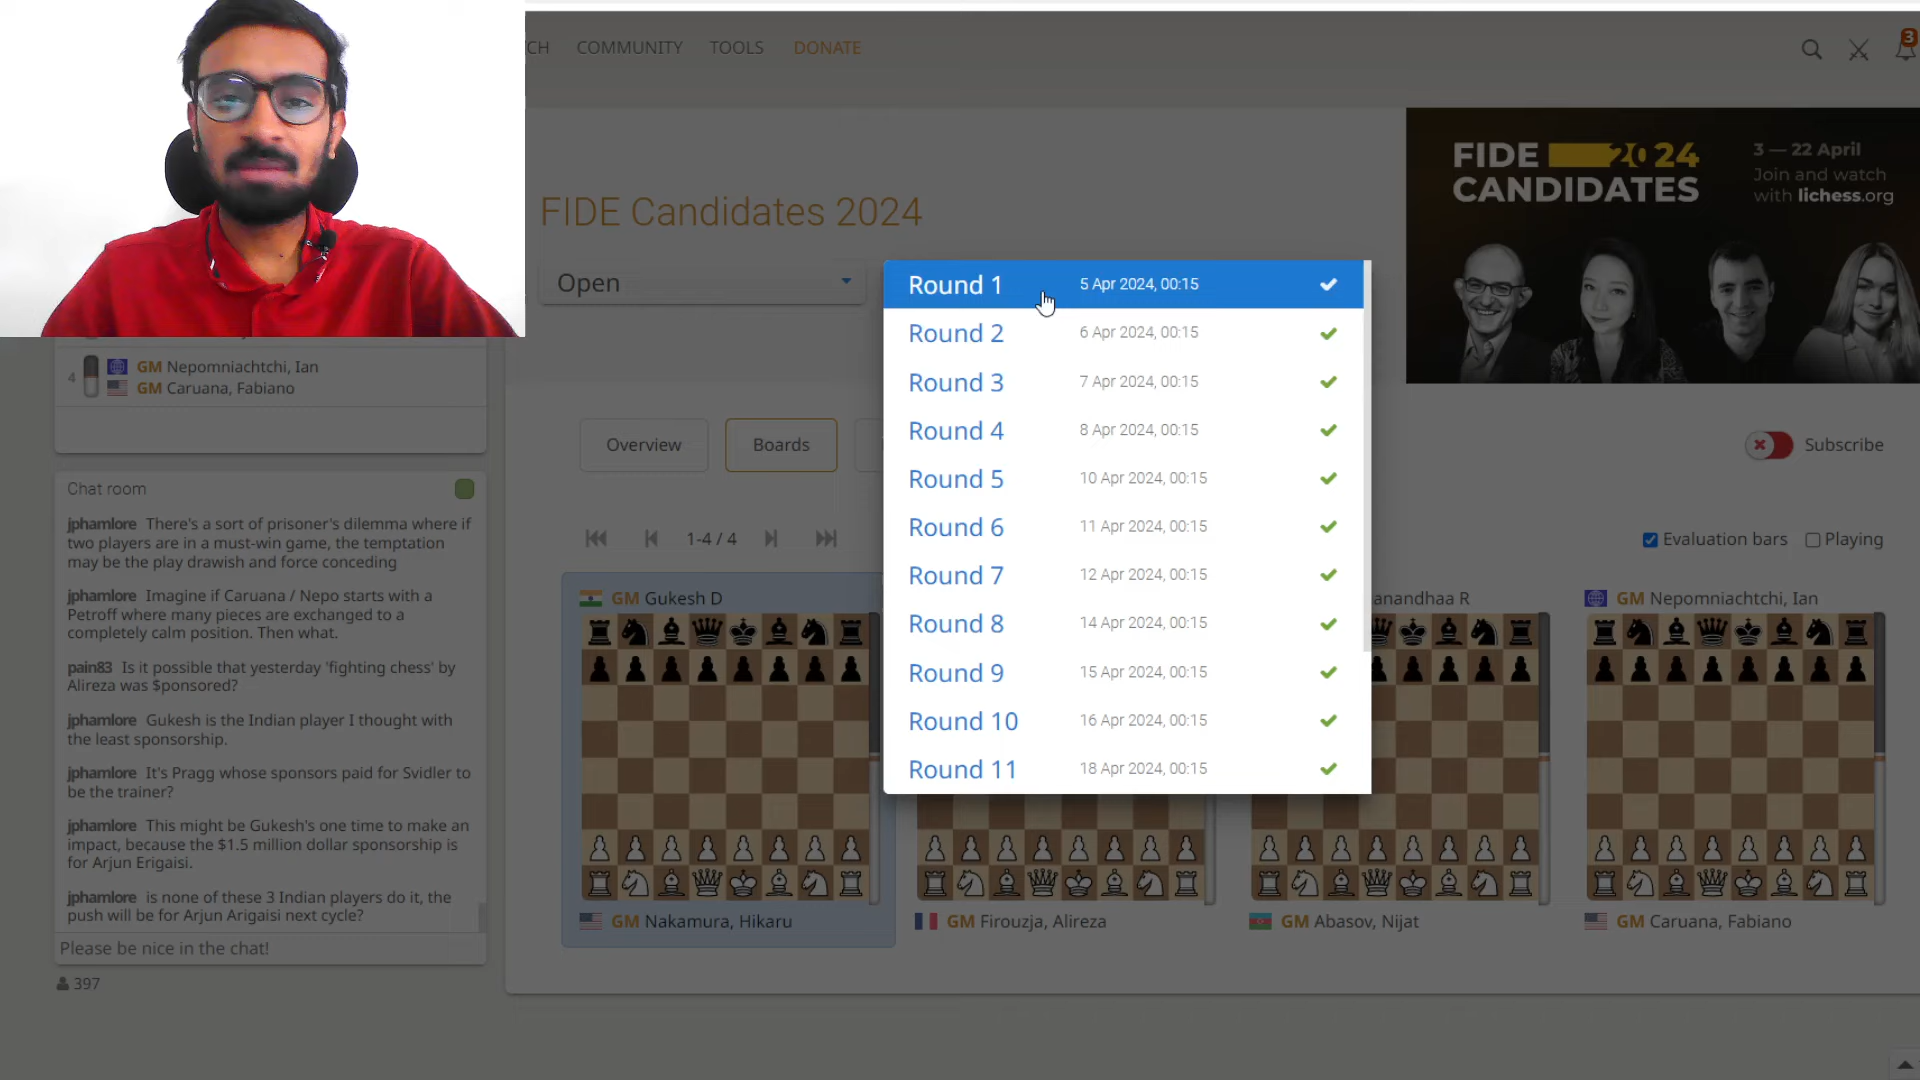 CH COMMUNITY TOOLS DONATE
3
FIDE 2024
CANDIDATES
3 — 22 April
Join and watch
with lichess.org
FIDE Candidates 2024
Open
Round 1 5 Apr 2024, 00:15
Round 2 6 Apr 2024, 00:15
Round 3 7 Apr 2024, 00:15
Round 4 8 Apr 2024, 00:15
Round 5 10 Apr 2024, 00:15
Round 6 11 Apr 2024, 00:15
Round 7 12 Apr 2024, 00:15
Round 8 14 Apr 2024, 00:15
Round 9 15 Apr 2024, 00:15
Round 10 16 Apr 2024, 00:15
Round 11 18 Apr 2024, 00:15
4
GM Nepomniachtchi, Ian
GM Caruana, Fabiano
Overview Boards
Subscribe
1-4 / 4
Evaluation bars Playing
Chat room
jphamlore There's a sort of prisoner's dilemma where if
two players are in a must-win game, the temptation
may be the play drawish and force conceding
jphamlore Imagine if Caruana / Nepo starts with a
Petroff where many pieces are exchanged to a
completely calm position. Then what.
pain83 Is it possible that yesterday 'fighting chess' by
Alireza was $ponsored?
jphamlore Gukesh is the Indian player I thought with
the least sponsorship.
jphamlore It's Pragg whose sponsors paid for Svidler to
be the trainer?
jphamlore This might be Gukesh's one time to make an
impact, because the $1.5 million dollar sponsorship is
for Arjun Erigaisi.
jphamlore is none of these 3 Indian players do it, the
push will be for Arjun Arigaisi next cycle?
Please be nice in the chat!
397
GM Gukesh D
anandhaa R
GM Nepomniachtchi, Ian
GM Nakamura, Hikaru
GM Firouzja, Alireza
GM Abasov, Nijat
GM Caruana, Fabiano